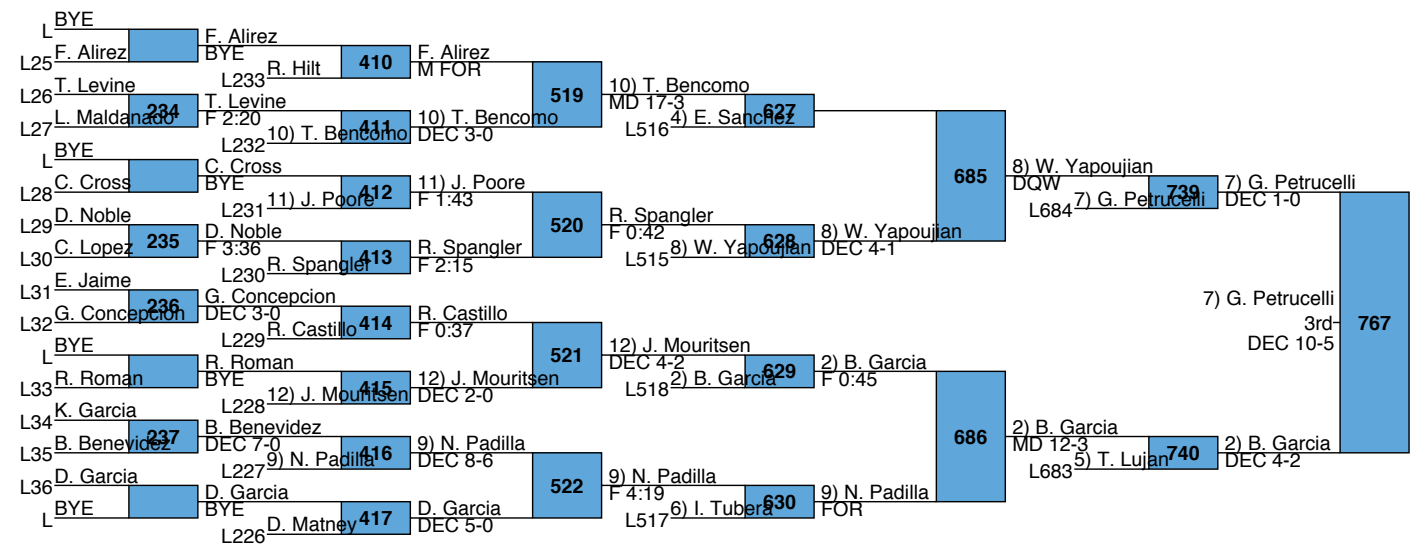 BYE
L
F. Alirez
L25
F. Alirez
BYE
R. Hilt
L233
410
F. Alirez
M FOR
T. Levine
L26
234
L. Maldanado
L27
T. Levine
F 2:20
411
10) T. Bencomo
L232
10) T. Bencomo
DEC 3-0
519
10) T. Bencomo
MD 17-3
627
4) E. Sanchez
L516
BYE
L
C. Cross
L28
C. Cross
BYE
412
11) J. Poore
L231
11) J. Poore
F 1:43
D. Noble
L29
235
C. Lopez
L30
D. Noble
F 3:36
413
R. Spangler
L230
R. Spangler
F 2:15
520
R. Spangler
F 0:42
628
8) W. Yapoujian
L515
8) W. Yapoujian
DEC 4-1
685
8) W. Yapoujian
DQW
739
7) G. Petrucelli
L684
7) G. Petrucelli
DEC 1-0
E. Jaime
L31
236
G. Concepcion
L32
G. Concepcion
DEC 3-0
414
R. Castillo
L229
R. Castillo
F 0:37
BYE
L
R. Roman
L33
R. Roman
BYE
415
12) J. Mouritsen
L228
12) J. Mouritsen
DEC 2-0
521
12) J. Mouritsen
DEC 4-2
629
2) B. Garcia
L518
2) B. Garcia
F 0:45
K. Garcia
L34
237
B. Benevidez
L35
B. Benevidez
DEC 7-0
416
9) N. Padilla
L227
9) N. Padilla
DEC 8-6
D. Garcia
L36
BYE
L
D. Garcia
BYE
417
D. Matney
L226
D. Garcia
DEC 5-0
522
9) N. Padilla
F 4:19
630
6) I. Tubera
L517
9) N. Padilla
FOR
686
2) B. Garcia
MD 12-3
740
5) T. Lujan
L683
2) B. Garcia
DEC 4-2
767
7) G. Petrucelli
3rd
DEC 10-5